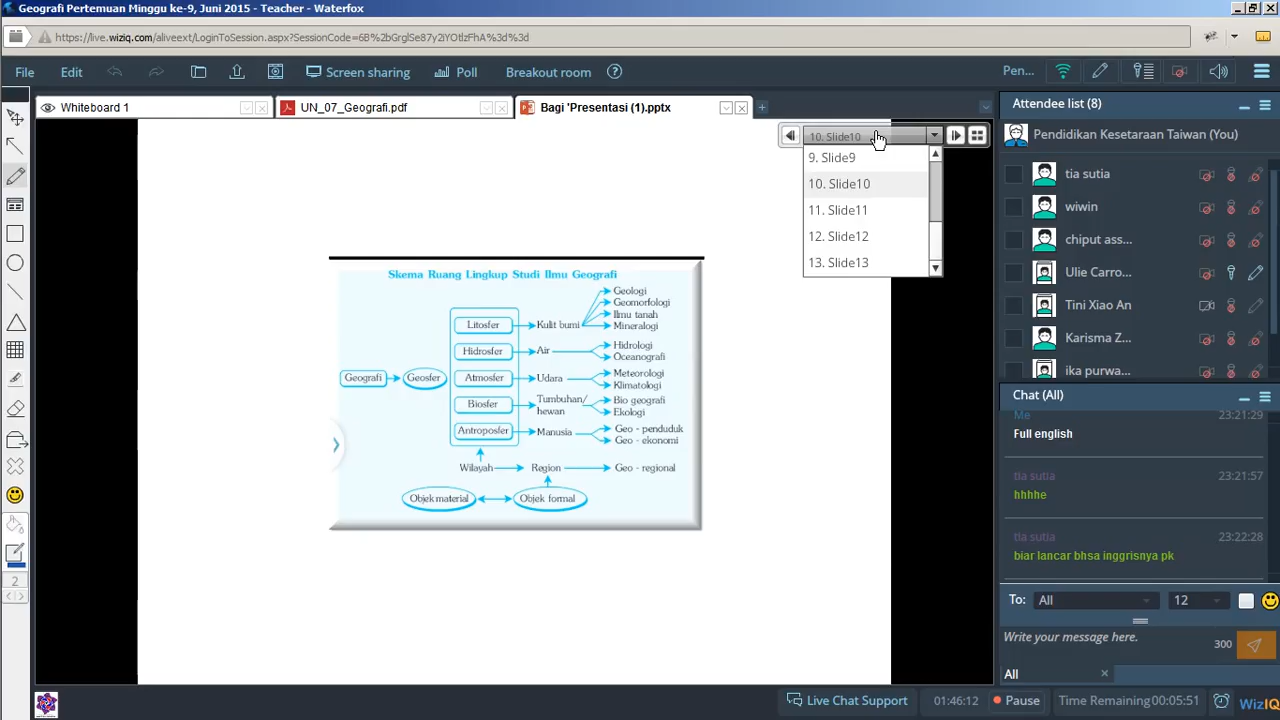 Geografi Pertemuan Minggu ke-9, Juni 2015 - Teacher - Waterfox
https://live.wiziq.com/aliveext/LoginToSession.aspx?SessionCode=6B%2bGrglSe87y2iYOtlzFhA%3d%3d
File Edit Screen sharing Poll Breakout room Pen...
Whiteboard 1 UN_07_Geografi.pdf Bagi 'Presentasi (1).pptx
10. Slide10
9. Slide9
10. Slide10
11. Slide11
12. Slide12
13. Slide13
Skema Ruang Lingkup Studi Ilmu Geografi
Geografi
Geosfer
Litosfer
Kulit bumi
Geologi
Geomorfologi
Ilmu tanah
Mineralogi
Hidrosfer
Air
Hidrologi
Oceanografi
Atmosfer
Udara
Meteorologi
Klimatologi
Biosfer
Tumbuhan/
hewan
Bio geografi
Ekologi
Antroposfer
Manusia
Geo - penduduk
Geo - ekonomi
Wilayah
Region
Geo - regional
Objek material
Objek formal
2
Attendee list (8)
Pendidikan Kesetaraan Taiwan (You)
tia sutia
wiwin
chiput ass...
Ulie Carro...
Tini Xiao An
Karisma Z...
ika purwa...
Chat (All)
Me 23:21:29
Full english
tia sutia 23:21:57
hhhhe
tia sutia 23:22:28
biar lancar bhsa inggrisnya pk
To: All 12
Write your message here. 300
All
Live Chat Support 01:46:12 Pause Time Remaining 00:05:51 WizIQ